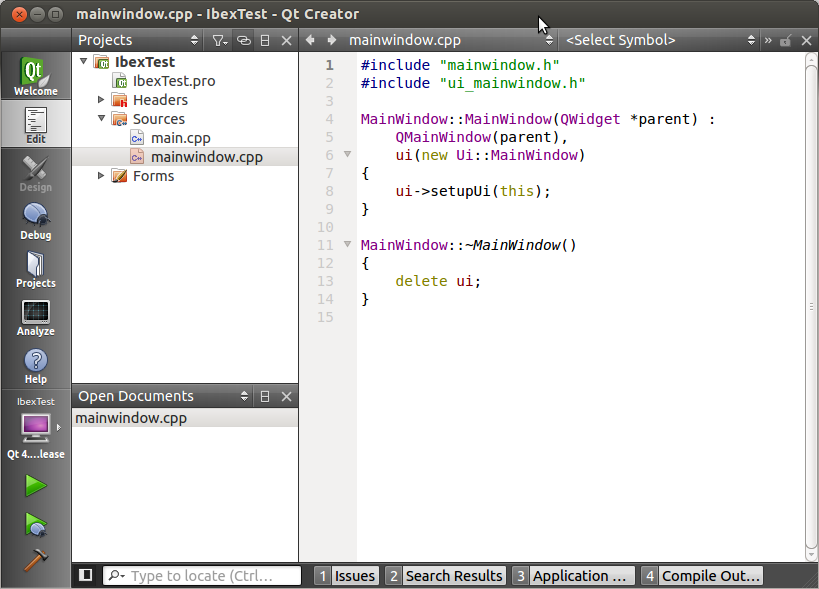 mainwindow.cpp - IbexTest - Qt Creator
Projects
mainwindow.cpp
<Select Symbol>
»
Qt
Welcome
Edit
Design
Debug
Projects
Analyze
Help
IbexTest
Qt 4....lease
IbexTest
IbexTest.pro
Headers
Sources
main.cpp
mainwindow.cpp
Forms
Open Documents
mainwindow.cpp
1 #include "mainwindow.h"
2 #include "ui_mainwindow.h"
3
4 MainWindow::MainWindow(QWidget *parent) :
5 QMainWindow(parent),
6 ui(new Ui::MainWindow)
7 {
8 ui->setupUi(this);
9 }
10
11 MainWindow::~MainWindow()
12 {
13 delete ui;
14 }
15
Type to locate (Ctrl...
1 Issues
2 Search Results
3 Application ...
4 Compile Out...